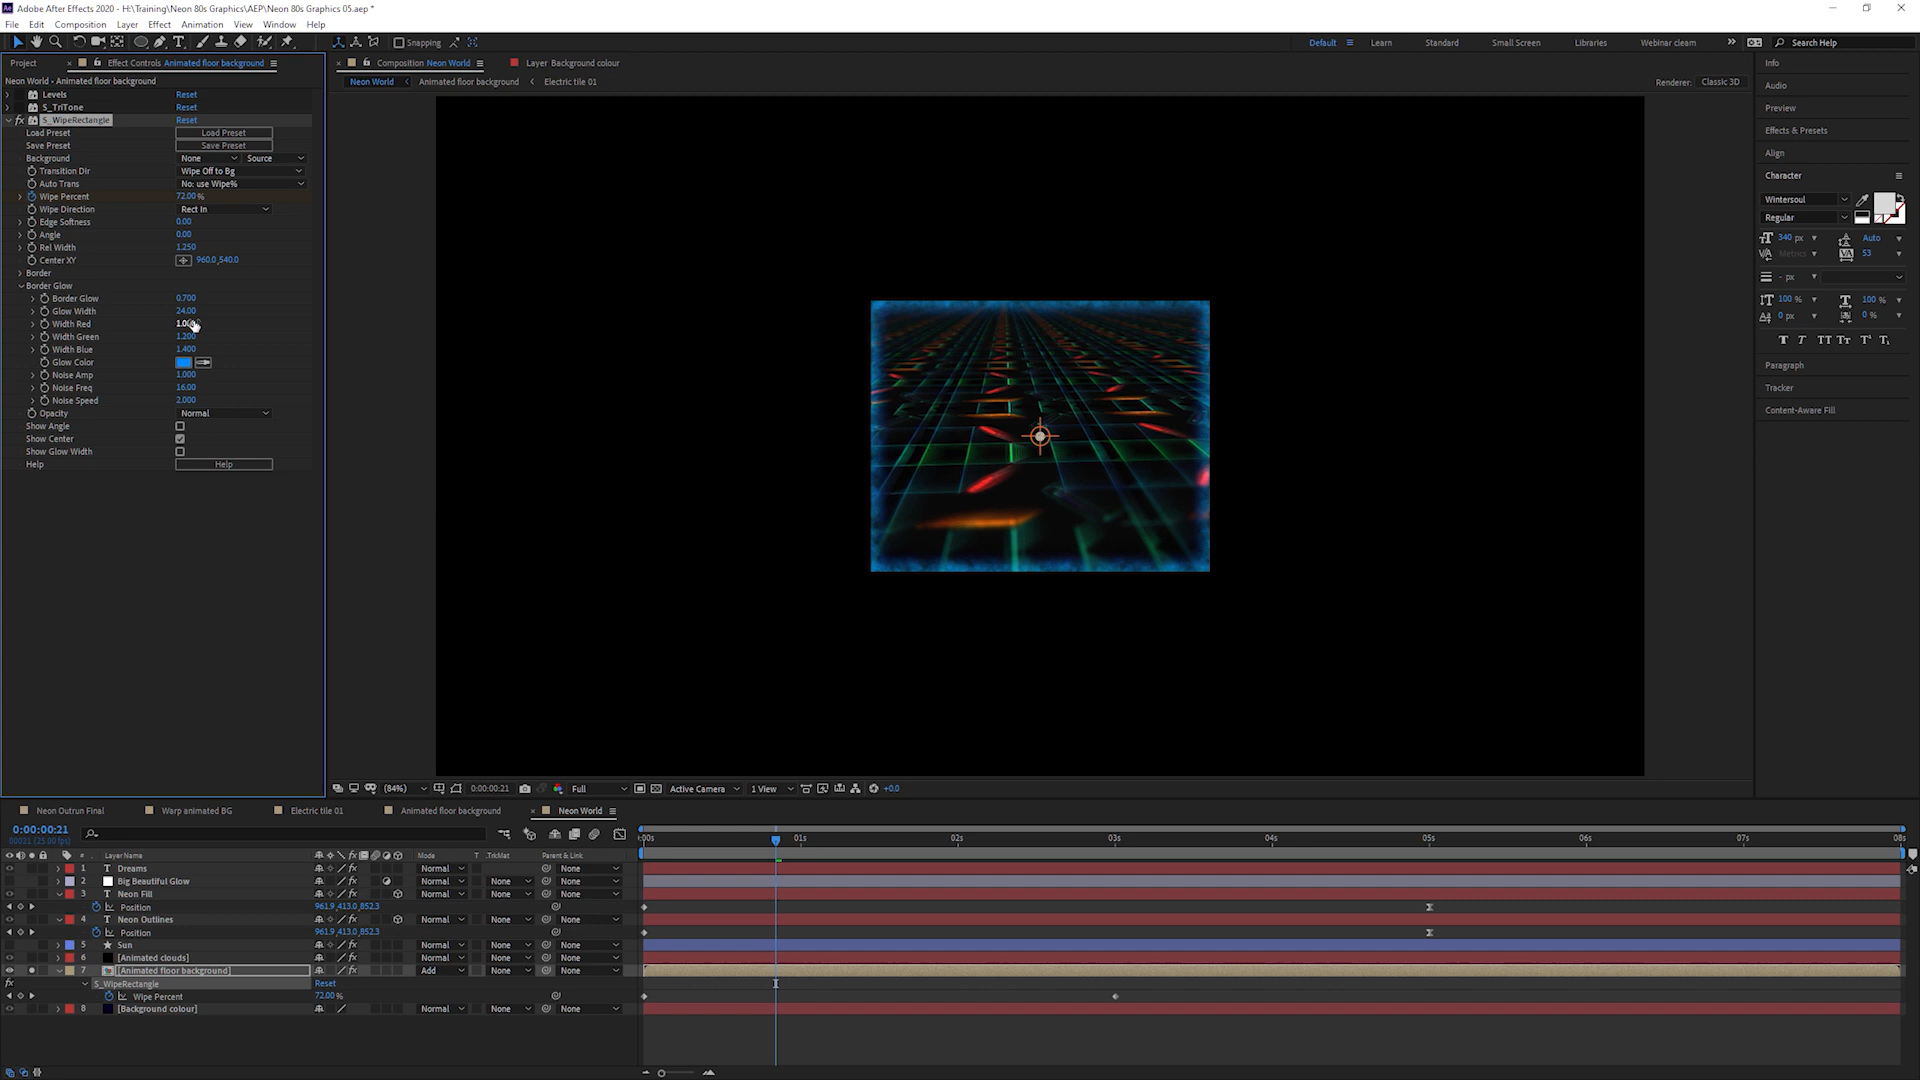 Adobe After Effects 2020 - H:\Training\Neon 80s Graphics\AEP\Neon 80s Graphics 05.aep *
File Edit Composition Layer Effect Animation View Window Help
Snapping Default Learn Standard Small Screen Libraries Webinar cleam Search Help
Project Effect Controls Animated floor background Composition Neon World Layer Background colour Info
Neon World • Animated floor background Neon World Animated floor background Electric tile 01 Renderer: Classic 3D
Levels Reset Audio
S_TriTone Reset Preview
S_WipeRectangle Reset
Load Preset Load Preset Effects & Presets
Save Preset Save Preset Align
Background None Source
Transition Dir Wipe Off to Bg Character
Auto Trans No: use Wipe%
Wipe Percent 72.00 % Wintersoul
Wipe Direction Rect In Regular
Edge Softness 0.00
Angle 0.00 340 px Auto
Rel Width 1.250 Metrics 53
Center XY 960.0,540.0
Border - px
Border Glow
Border Glow 0.700 100 % 100 %
Glow Width 24.00 0 px 0 %
Width Red
Width Green 1.200
Width Blue 1.400 Paragraph
Glow Color
Noise Amp 1.000 Tracker
Noise Freq 16.00
Noise Speed 2.000 Content-Aware Fill
Opacity Normal
Show Angle
Show Center
Show Glow Width
Help Help
(84%) 0:00:00:21 Full Active Camera 1 View +0.0
Neon Outrun Final Warp animated BG Electric tile 01 Animated floor background Neon World
0:00:00:21
00021 (25.00 fps) :00s 01s 02s 03s 04s 05s 06s 07s 08s
# Layer Name Mode T .TrkMat Parent & Link
1 T Dreams Normal None
2 Big Beautiful Glow Normal None None
3 T Neon Fill Normal None None
Position 961.9,413.0,852.3
4 T Neon Outlines Normal None None
Position 961.9,413.0,852.3
5 Sun Normal None None
6 [Animated clouds] Normal None None
7 [Animated floor background] Add None None
fx S_WipeRectangle Reset
Wipe Percent 72.00 %
8 [Background colour] Normal None None